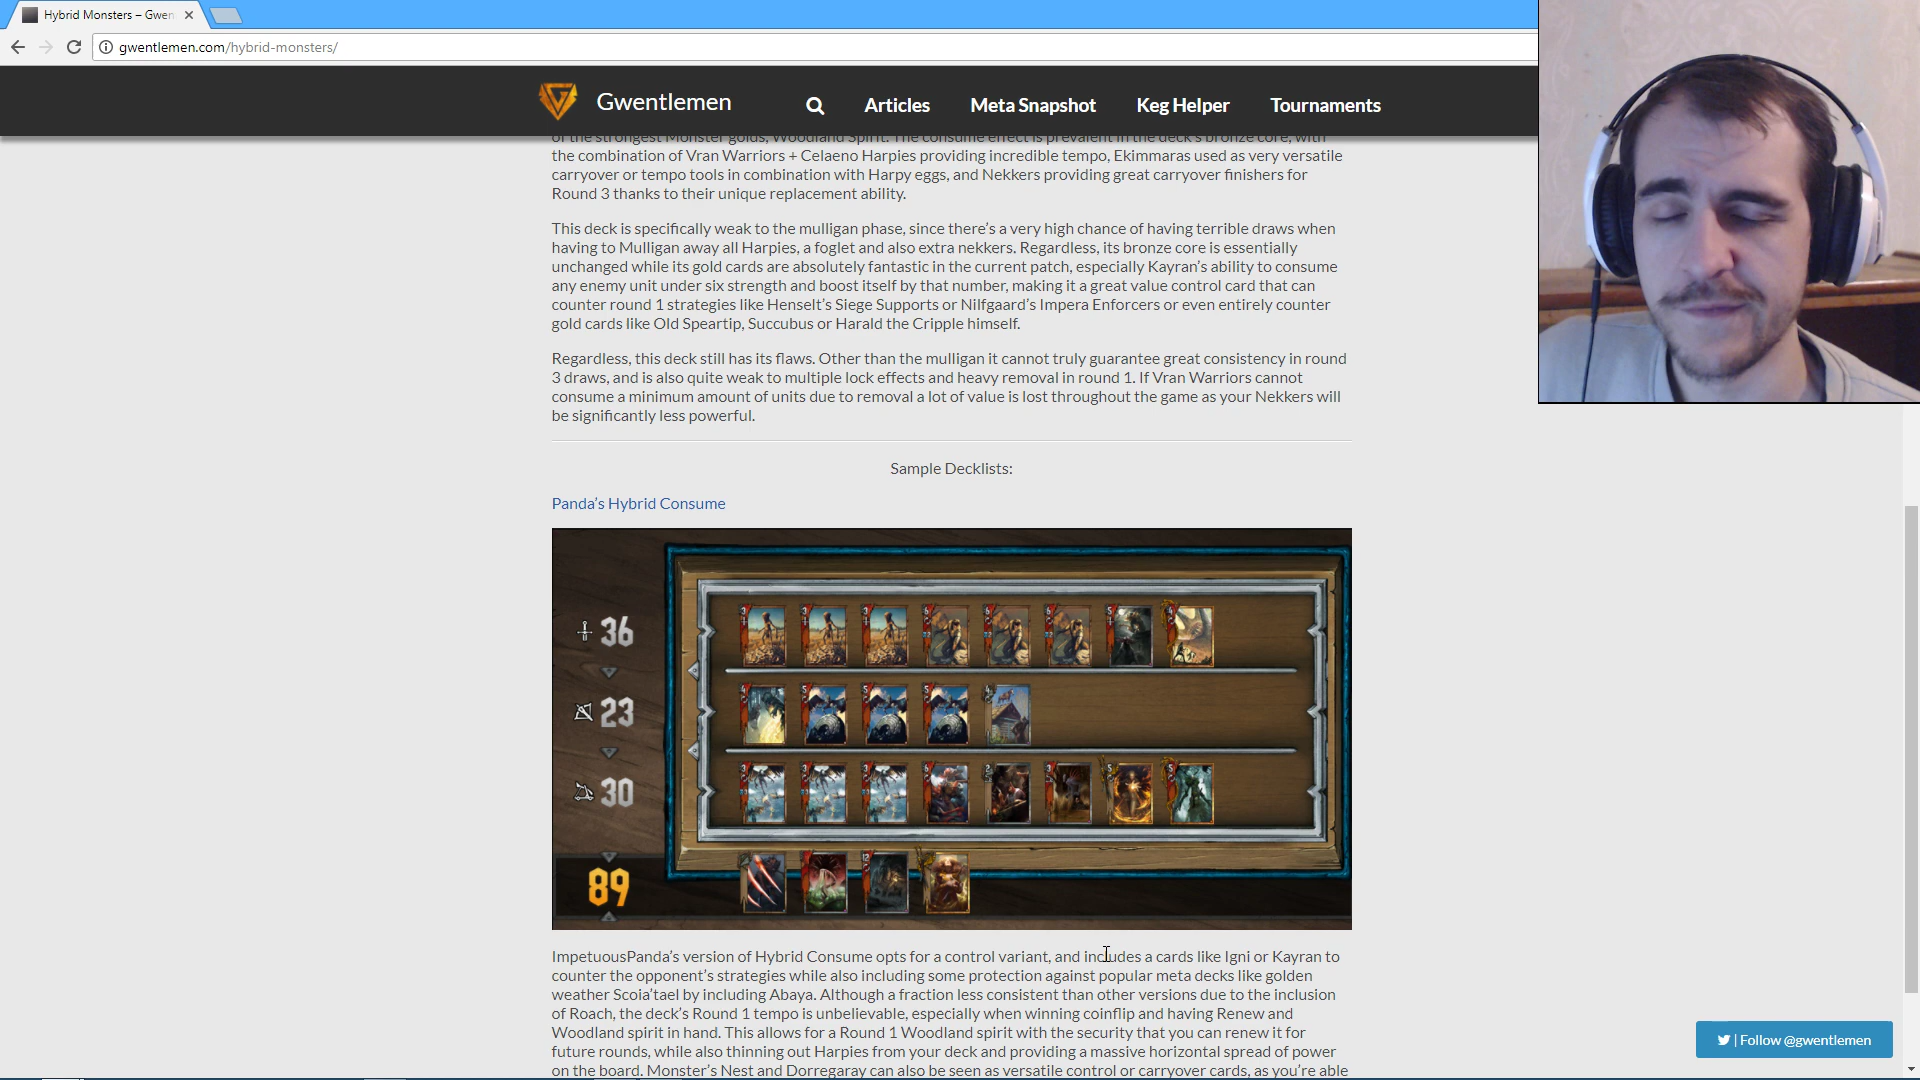 Hybrid Monsters – Gwen
gwentlemen.com/hybrid-monsters/
Gwentlemen
Articles
Meta Snapshot
Keg Helper
Tournaments
of the strongest Monster golds, Woodland Spirit. The consume effect is prevalent in the deck's bronze core, with
the combination of Vran Warriors + Celaeno Harpies providing incredible tempo, Ekimmaras used as very versatile
carryover or tempo tools in combination with Harpy eggs, and Nekkers providing great carryover finishers for
Round 3 thanks to their unique replacement ability.
This deck is specifically weak to the mulligan phase, since there's a very high chance of having terrible draws when
having to Mulligan away all Harpies, a foglet and also extra nekkers. Regardless, its bronze core is essentially
unchanged while its gold cards are absolutely fantastic in the current patch, especially Kayran's ability to consume
any enemy unit under six strength and boost itself by that number, making it a great value control card that can
counter round 1 strategies like Henselt's Siege Supports or Nilfgaard's Impera Enforcers or even entirely counter
gold cards like Old Speartip, Succubus or Harald the Cripple himself.
Regardless, this deck still has its flaws. Other than the mulligan it cannot truly guarantee great consistency in round
3 draws, and is also quite weak to multiple lock effects and heavy removal in round 1. If Vran Warriors cannot
consume a minimum amount of units due to removal a lot of value is lost throughout the game as your Nekkers will
be significantly less powerful.
Sample Decklists:
Panda's Hybrid Consume
36
23
30
89
ImpetuousPanda's version of Hybrid Consume opts for a control variant, and includes a cards like Igni or Kayran to
counter the opponent's strategies while also including some protection against popular meta decks like golden
weather Scoia'tael by including Abaya. Although a fraction less consistent than other versions due to the inclusion
of Roach, the deck's Round 1 tempo is unbelievable, especially when winning coinflip and having Renew and
Woodland spirit in hand. This allows for a Round 1 Woodland spirit with the security that you can renew it for
future rounds, while also thinning out Harpies from your deck and providing a massive horizontal spread of power
on the board. Monster's Nest and Dorregaray can also be seen as versatile control or carryover cards, as you're able
| Follow @gwentlemen